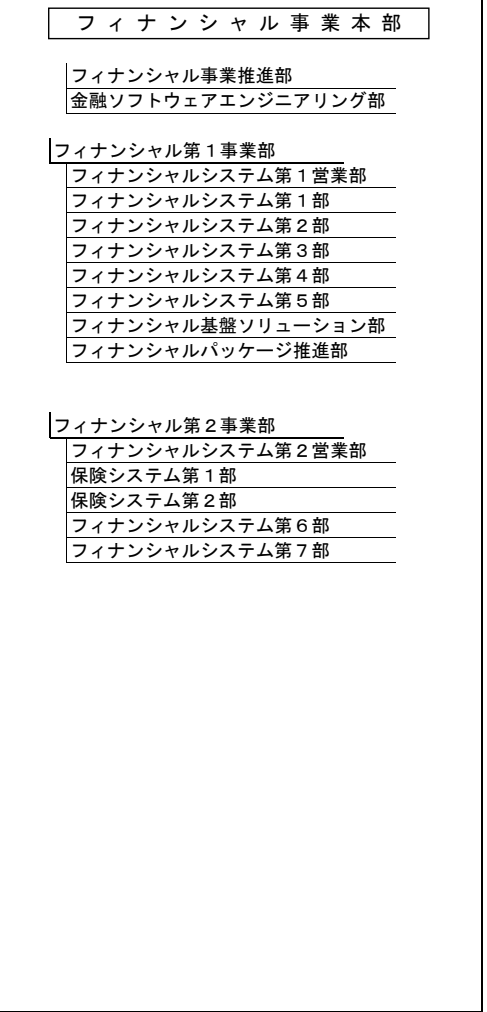 フィナンシャル事業本部
フィナンシャル事業推進部
金融ソフトウェアエンジニアリング部
フィナンシャル第１事業部
フィナンシャルシステム第１営業部
フィナンシャルシステム第１部
フィナンシャルシステム第２部
フィナンシャルシステム第３部
フィナンシャルシステム第４部
フィナンシャルシステム第５部
フィナンシャル基盤ソリューション部
フィナンシャルパッケージ推進部
フィナンシャル第２事業部
フィナンシャルシステム第２営業部
保険システム第１部
保険システム第２部
フィナンシャルシステム第６部
フィナンシャルシステム第７部